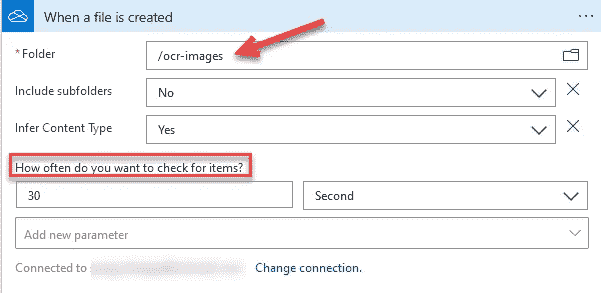 When a file is created
* Folder
/ocr-images
Include subfolders
No
Infer Content Type
Yes
How often do you want to check for items?
30
Second
Add new parameter
Connected to
Change connection.